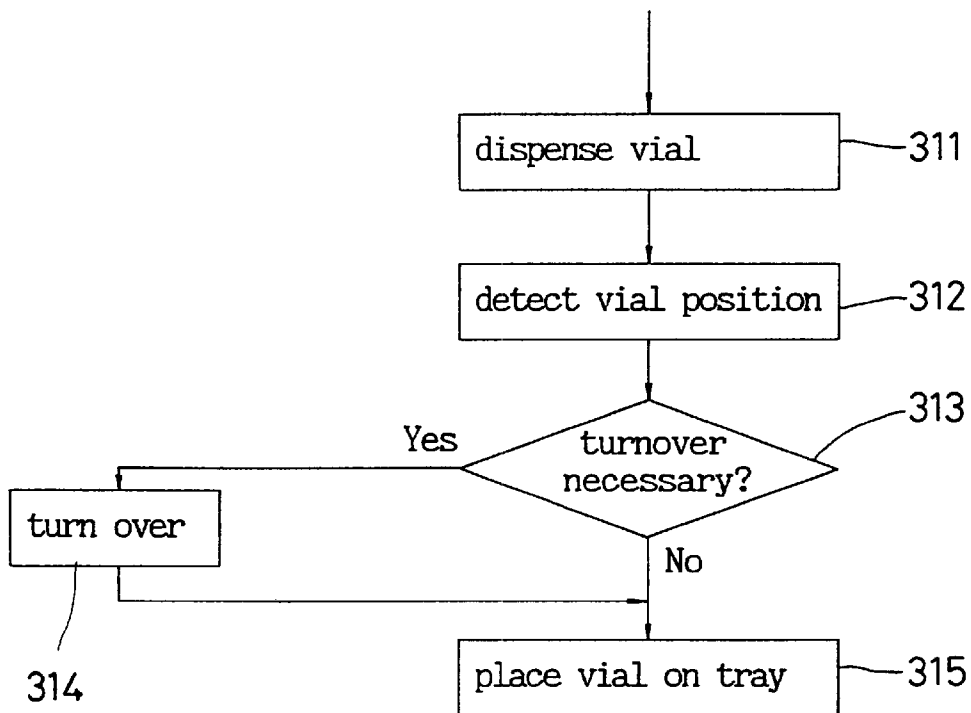 dispense vial
311
detect vial position
312
313
Yes
turnover
necessary?
turn over
No
314
place vial on tray
315